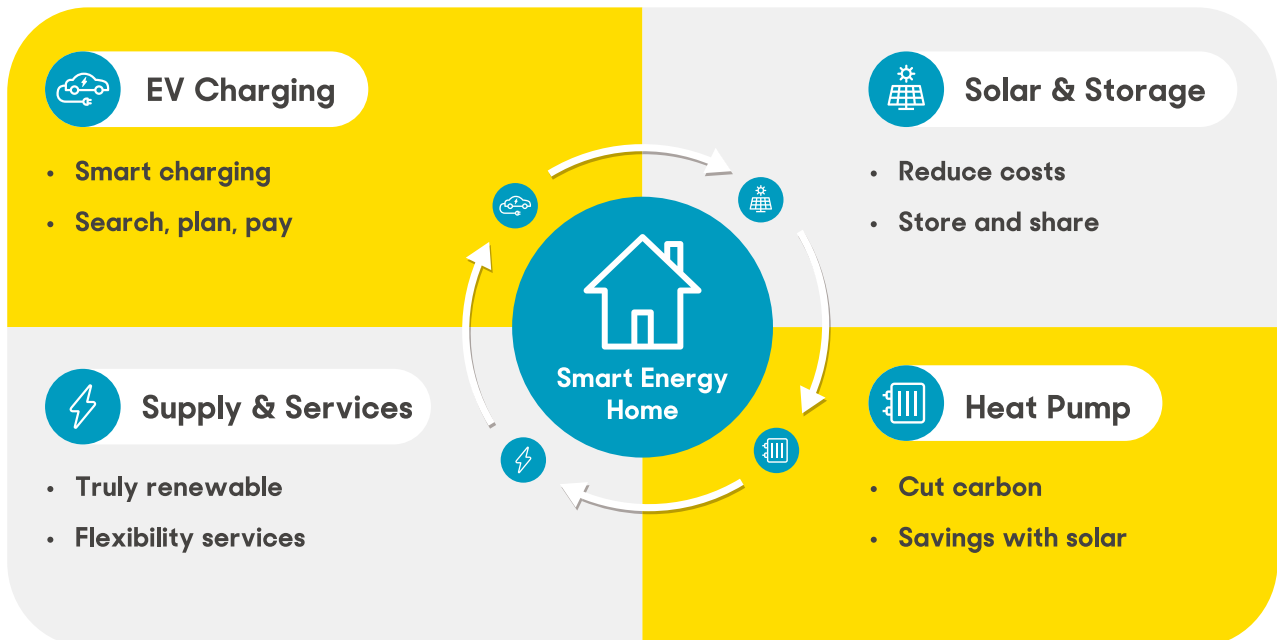 EV Charging
• Smart charging
• Search, plan, pay
Solar & Storage
• Reduce costs
• Store and share
Smart Energy
Home
Supply & Services
• Truly renewable
• Flexibility services
Heat Pump
• Cut carbon
• Savings with solar